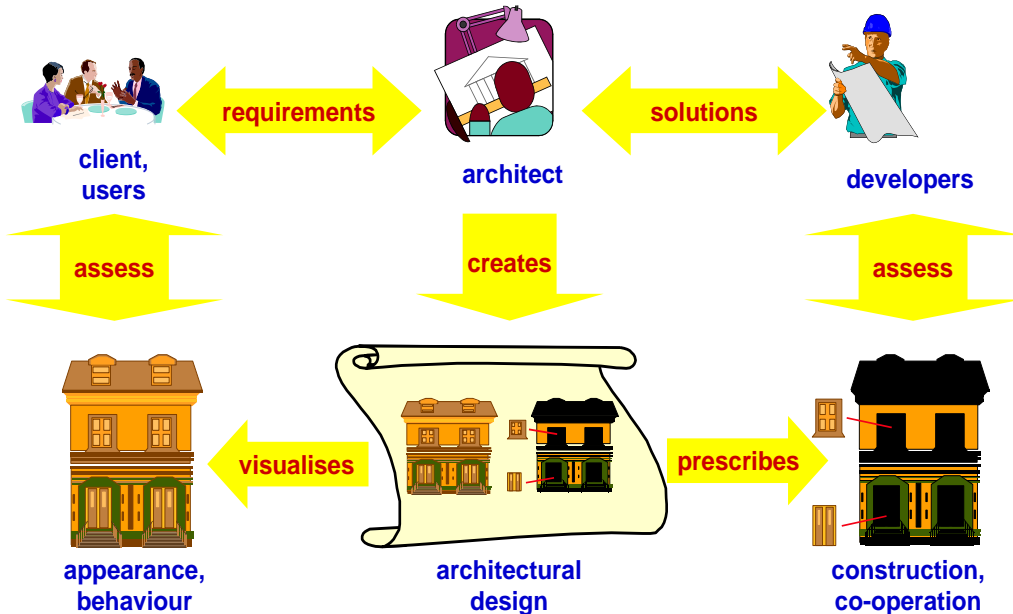 requirements
solutions
client,
users
architect
developers
assess
creates
assess
visualises
prescribes
appearance,
behaviour
architectural
design
construction,
co-operation